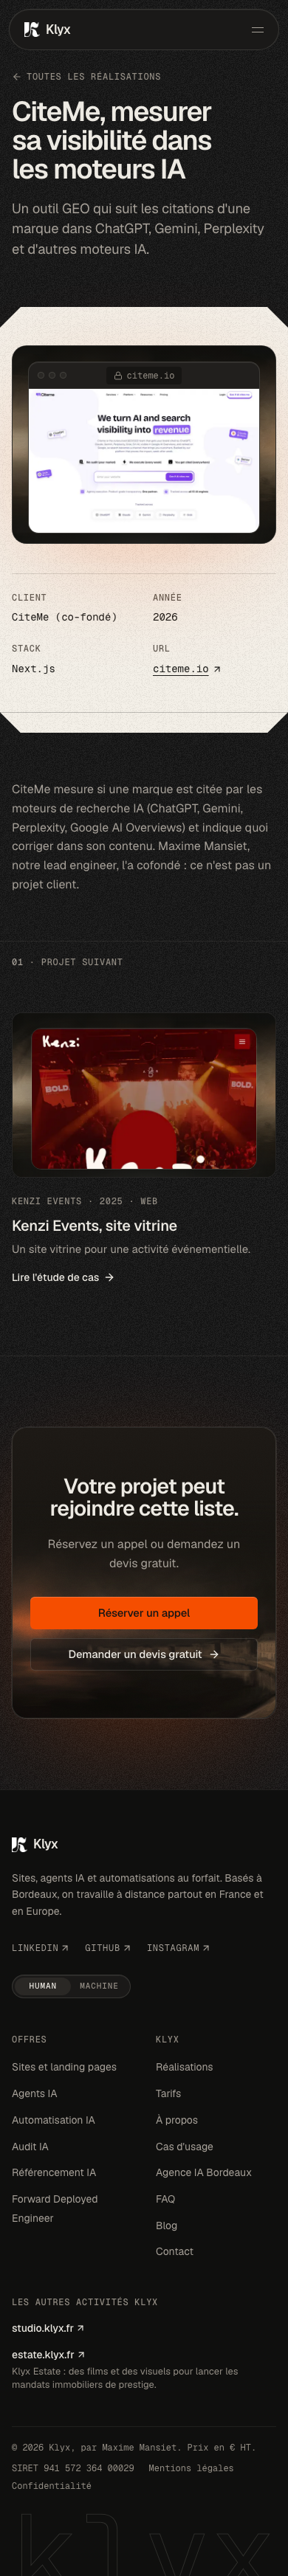 Klyx
← TOUTES LES RÉALISATIONS
CiteMe, mesurer
sa visibilité dans
les moteurs IA
Un outil GEO qui suit les citations d'une
marque dans ChatGPT, Gemini, Perplexity
et d'autres moteurs IA.
citeme.io
We turn AI and search
visibility into revenue
CLIENT
CiteMe (co-fondé)
ANNÉE
2026
STACK
Next.js
URL
citeme.io ↗
CiteMe mesure si une marque est citée par les
moteurs de recherche IA (ChatGPT, Gemini,
Perplexity, Google AI Overviews) et indique quoi
corriger dans son contenu. Maxime Mansiet,
notre lead engineer, l'a cofondé : ce n'est pas un
projet client.
01 · PROJET SUIVANT
Kenzi
BOLD.
BOLD.
Kenzi
KENZI EVENTS · 2025 · WEB
Kenzi Events, site vitrine
Un site vitrine pour une activité événementielle.
Lire l'étude de cas →
Votre projet peut
rejoindre cette liste.
Réservez un appel ou demandez un
devis gratuit.
Réserver un appel
Demander un devis gratuit →
Klyx
Sites, agents IA et automatisations au forfait. Basés à
Bordeaux, on travaille à distance partout en France et
en Europe.
LINKEDIN ↗ GITHUB ↗ INSTAGRAM ↗
HUMAN MACHINE
OFFRES
Sites et landing pages
Agents IA
Automatisation IA
Audit IA
Référencement IA
Forward Deployed
Engineer
KLYX
Réalisations
Tarifs
À propos
Cas d'usage
Agence IA Bordeaux
FAQ
Blog
Contact
LES AUTRES ACTIVITÉS KLYX
studio.klyx.fr ↗
estate.klyx.fr ↗
Klyx Estate : des films et des visuels pour lancer les
mandats immobiliers de prestige.
© 2026 Klyx, par Maxime Mansiet. Prix en € HT.
SIRET 941 572 364 00029 Mentions légales
Confidentialité
klyx